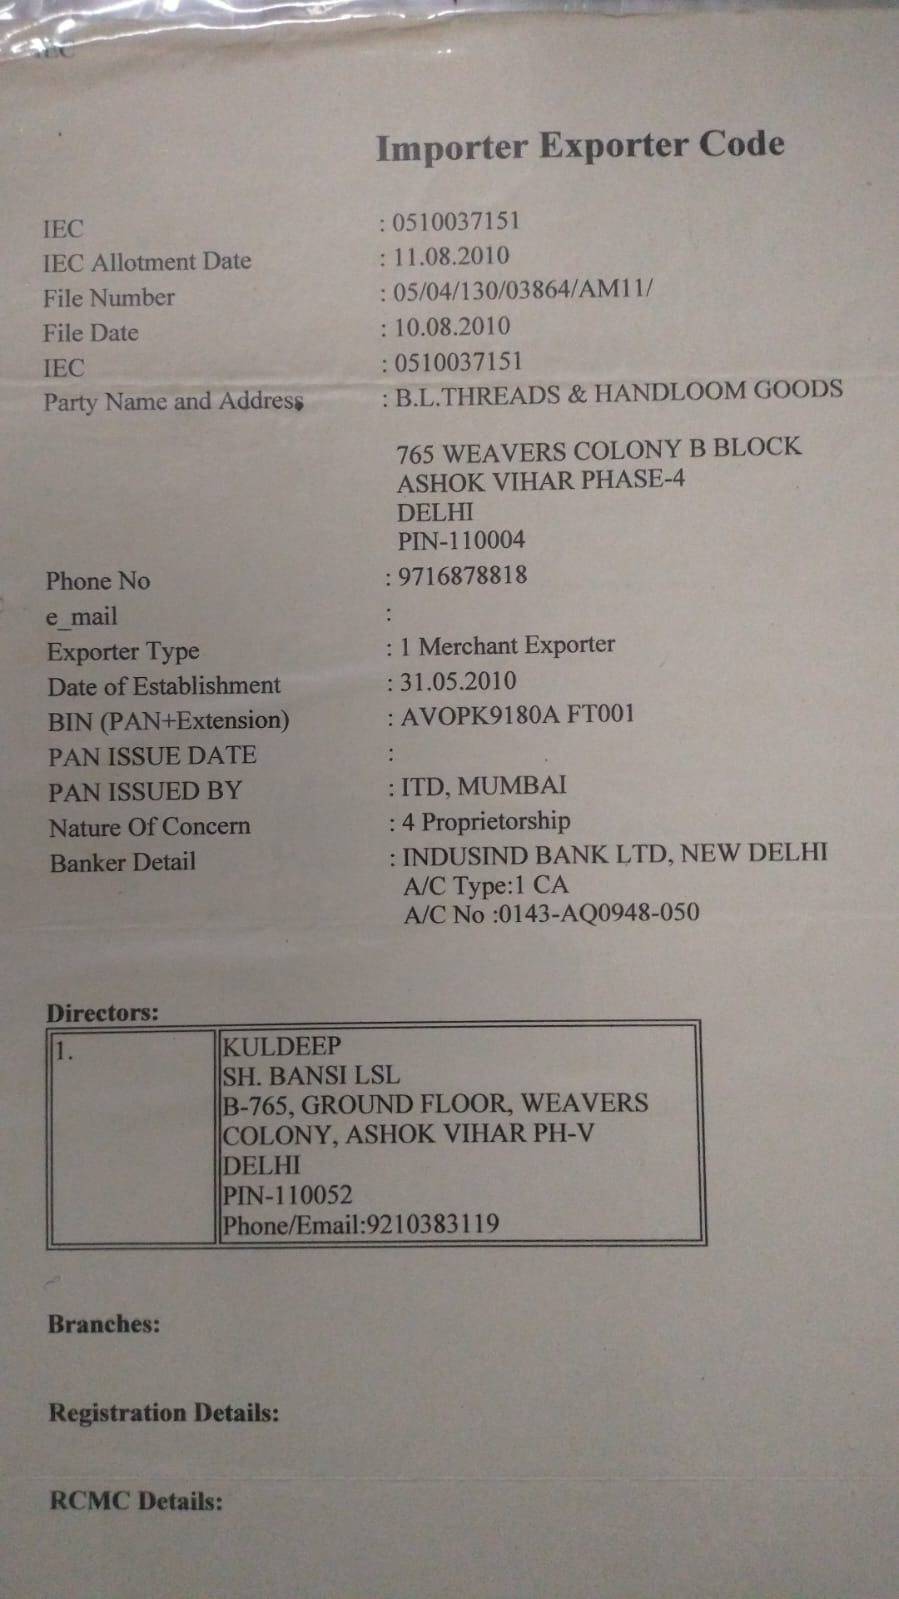 Importer Exporter Code
IEC : 0510037151
IEC Allotment Date : 11.08.2010
File Number : 05/04/130/03864/AM11/
File Date : 10.08.2010
IEC : 0510037151
Party Name and Address : B.L.THREADS & HANDLOOM GOODS
765 WEAVERS COLONY B BLOCK
ASHOK VIHAR PHASE-4
DELHI
PIN-110004
Phone No : 9716878818
e_mail :
Exporter Type : 1 Merchant Exporter
Date of Establishment : 31.05.2010
BIN (PAN+Extension) : AVOPK9180A FT001
PAN ISSUE DATE :
PAN ISSUED BY : ITD, MUMBAI
Nature Of Concern : 4 Proprietorship
Banker Detail : INDUSIND BANK LTD, NEW DELHI
A/C Type:1 CA
A/C No :0143-AQ0948-050
Directors:
1. KULDEEP
SH. BANSI LSL
B-765, GROUND FLOOR, WEAVERS
COLONY, ASHOK VIHAR PH-V
DELHI
PIN-110052
Phone/Email:9210383119
Branches:
Registration Details:
RCMC Details: